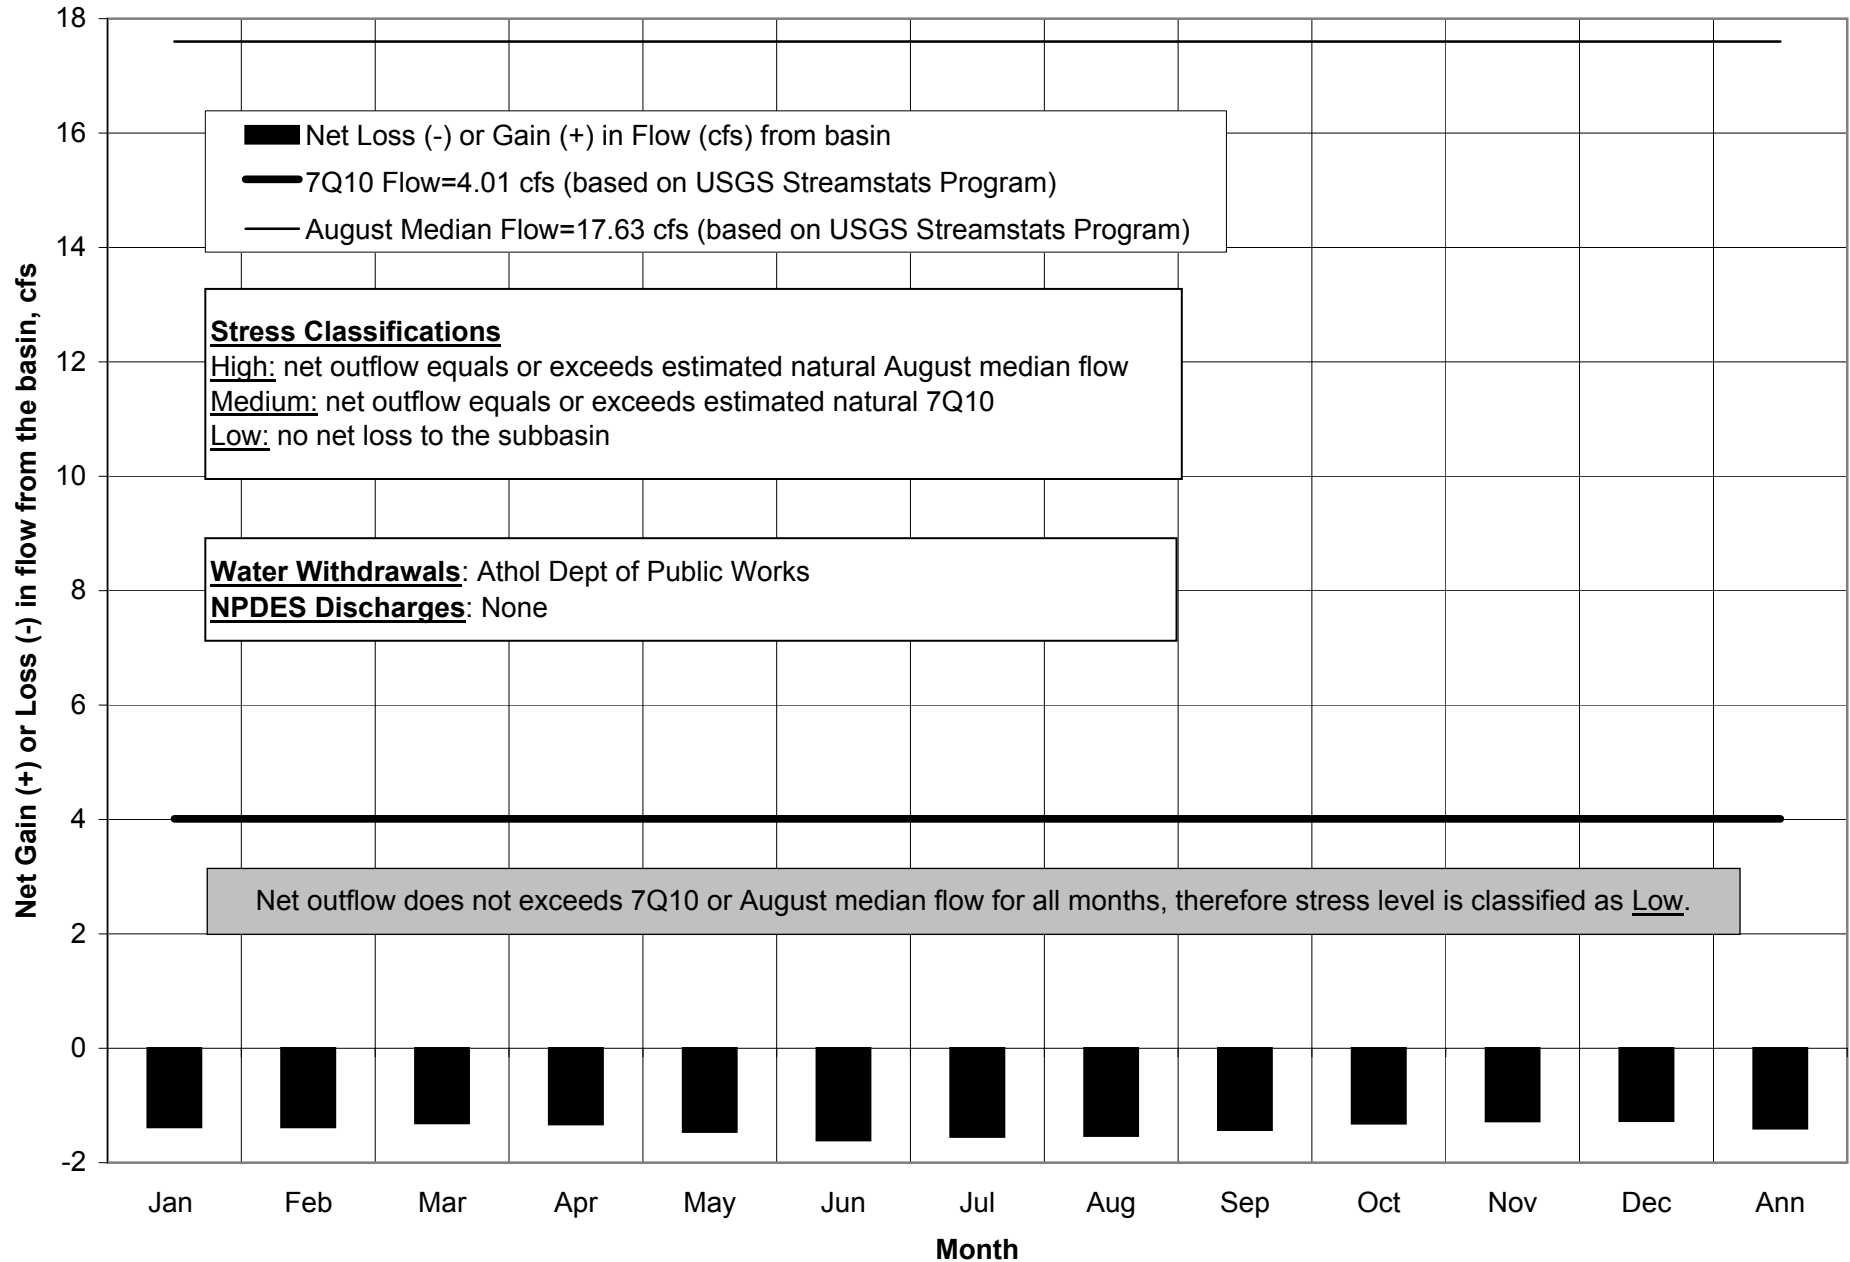 18
16
14
12
10
8
6
4
2
0
-2
Net Gain (+) or Loss (-) in flow from the basin, cfs
Net Loss (-) or Gain (+) in Flow (cfs) from basin
7Q10 Flow=4.01 cfs (based on USGS Streamstats Program)
August Median Flow=17.63 cfs (based on USGS Streamstats Program)
Stress Classifications
High: net outflow equals or exceeds estimated natural August median flow
Medium: net outflow equals or exceeds estimated natural 7Q10
Low: no net loss to the subbasin
Water Withdrawals: Athol Dept of Public Works
NPDES Discharges: None
Net outflow does not exceeds 7Q10 or August median flow for all months, therefore stress level is classified as Low.
Jan Feb Mar Apr May Jun Jul Aug Sep Oct Nov Dec Ann
Month